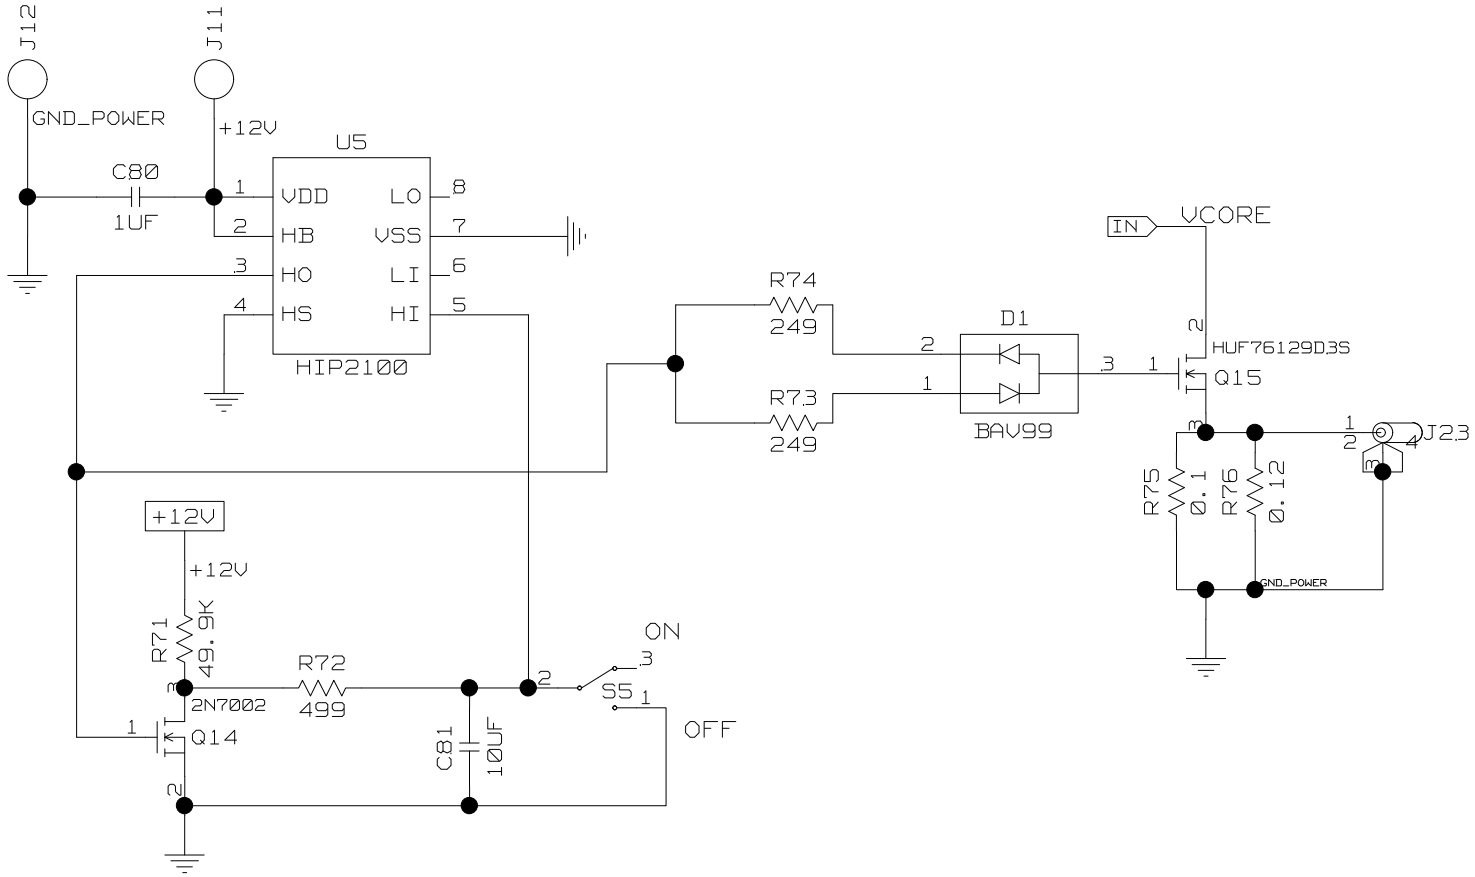 J12
J11
GND_POWER
+12V
U5
C80
1UF
1
VDD
LO
8
2
HB
VSS
7
3
HO
LI
6
4
HS
HI
5
HIP2100
IN
VCORE
R74
249
R73
249
D1
2
1
3
BAV99
2
HUF76129D3S
1
Q15
3
R75
0.1
R76
0.12
1
2
3
4
J23
GND_POWER
+12V
+12V
R71
49.9K
3
2N7002
1
Q14
2
R72
499
C81
10UF
2
ON
3
S5
1
OFF